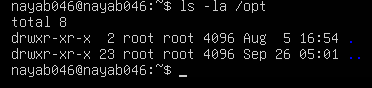 nayab046@nayab046:~$ ls -la /opt
total 8
drwxr-xr-x  2 root root 4096 Aug  5 16:54 .
drwxr-xr-x 23 root root 4096 Sep 26 05:01 ..
nayab046@nayab046:~$ _